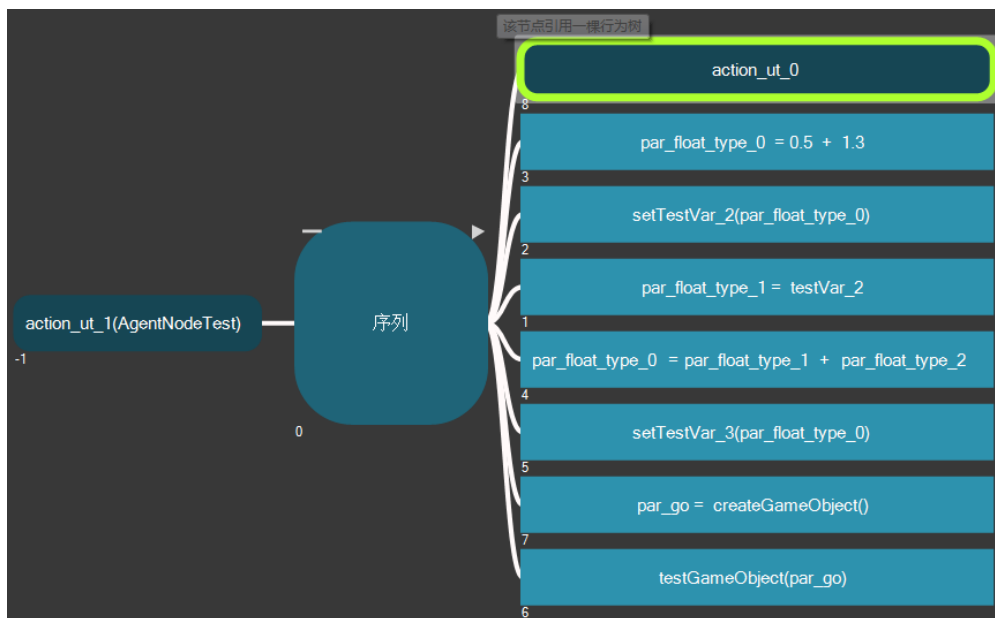 该节点引用一棵行为树
action_ut_0
8
par_float_type_0 = 0.5 + 1.3
3
setTestVar_2(par_float_type_0)
2
par_float_type_1 = testVar_2
1
par_float_type_0 = par_float_type_1 + par_float_type_2
4
setTestVar_3(par_float_type_0)
5
par_go = createGameObject()
7
testGameObject(par_go)
6
action_ut_1(AgentNodeTest)
-1
序列
0